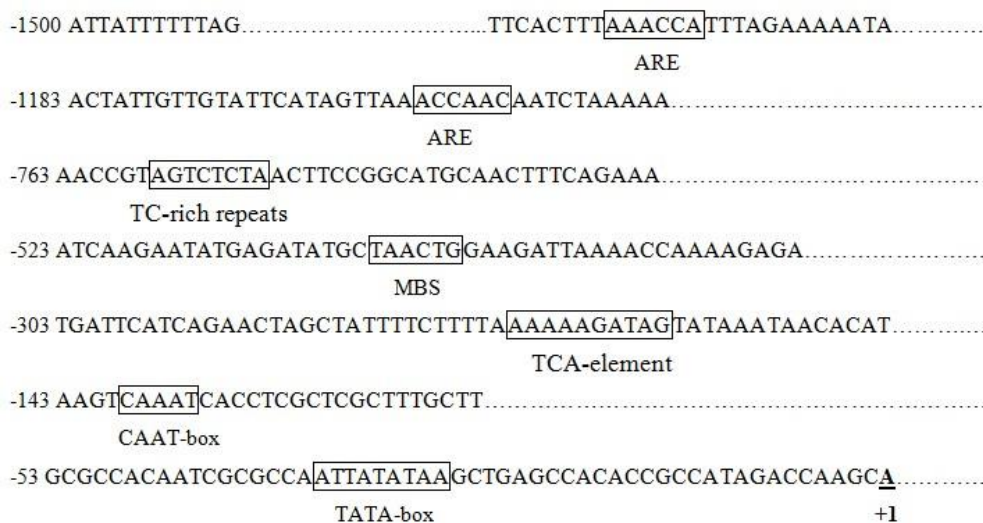 -1500 ATTATTTTTTAG……………………………...TTCACTTTAAACCATTTAGAAAAATA……………
ARE
-1183 ACTATTGTTGTATTCATAGTTAAACCAACAATCTAAAAA……………………………………………
ARE
-763 AACCGTAGTCTCTAACTTCCGGCATGCAACTTTCAGAAA……………………………………………
TC-rich repeats
-523 ATCAAGAATATGAGATATGCTAACTGGAAGATTAAAACCAAAAGAGA…………………………
MBS
-303 TGATTCATCAGAACTAGCTATTTTCTTTTAAAAAAGATAGTATAAATAACACAT……………
TCA-element
-143 AAGTCAAATCACCTCGCTCGCTTTGCTT……………………………………………………………………
CAAT-box
-53 GCGCCACAATCGCGCCAATTATATAAGCTGAGCCACACCGCCATAGACCAAGCA……………
TATA-box +1